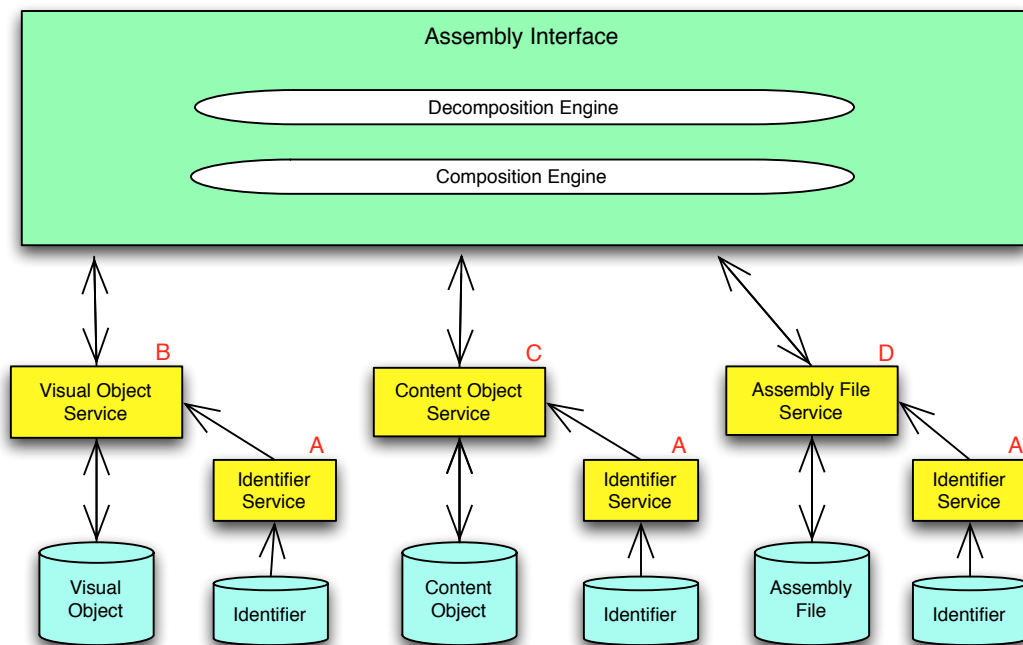 Assembly Interface
Decomposition Engine
Composition Engine
B
C
D
Visual Object
Service
Content Object
Service
Assembly File
Service
A
A
A
Identifier
Service
Identifier
Service
Identifier
Service
Visual
Object
Identifier
Content
Object
Identifier
Assembly
File
Identifier